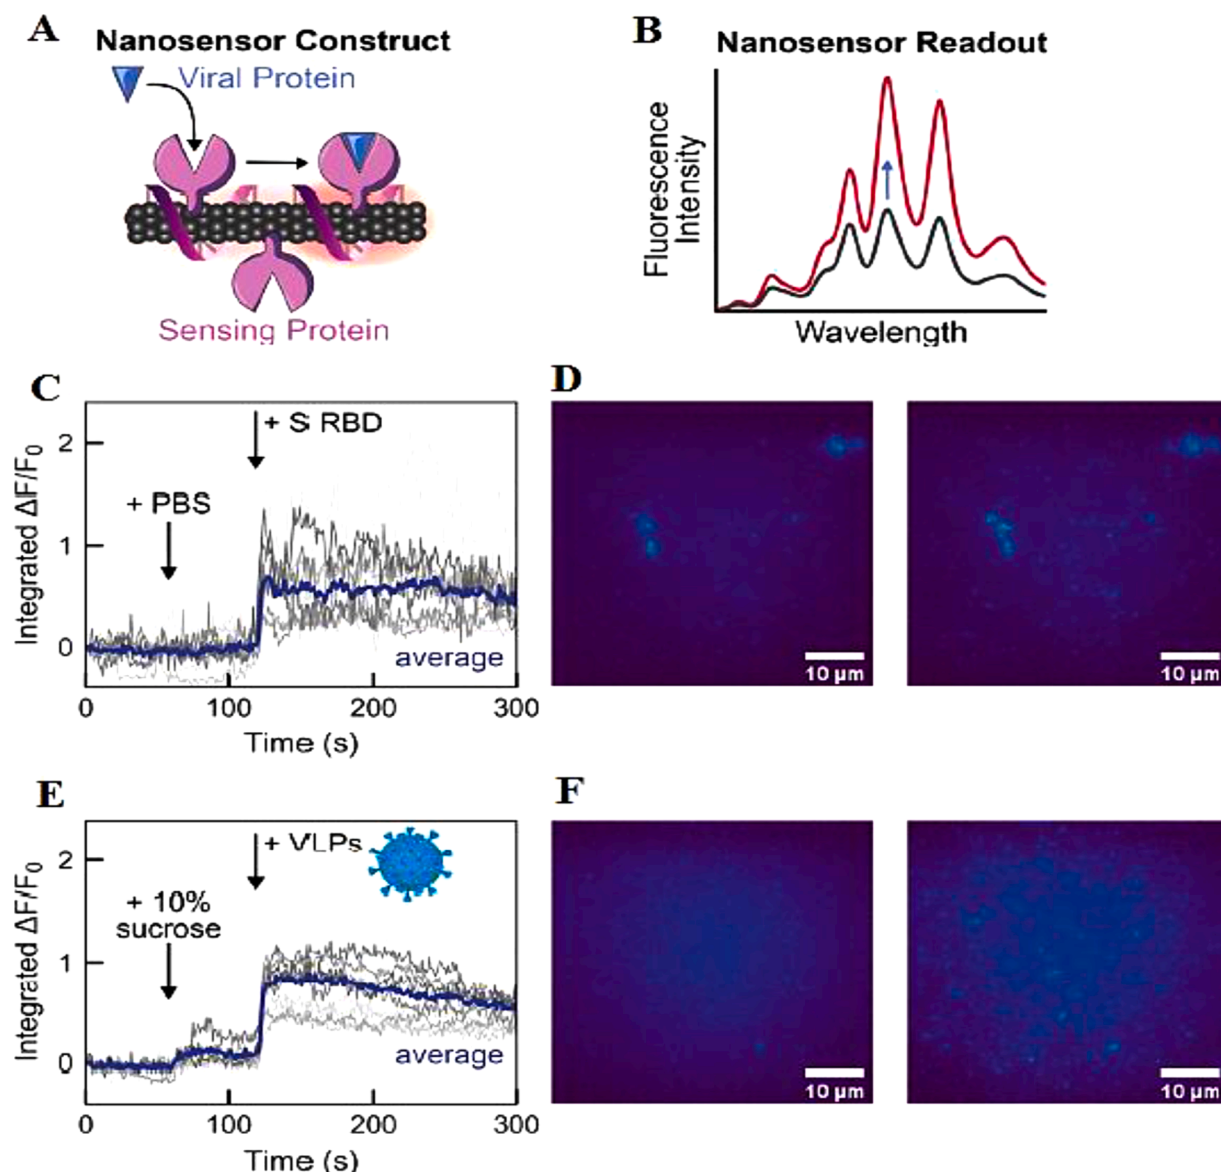 A
Nanosensor Construct
Viral Protein
Sensing Protein
B
Nanosensor Readout
Fluorescence
Intensity
Wavelength
C
Integrated ΔF/F0
2
1
0
+ PBS
+ S RBD
average
0 100 200 300
Time (s)
D
10 µm
10 µm
E
Integrated ΔF/F0
2
1
0
+ 10%
sucrose
+ VLPs
average
0 100 200 300
Time (s)
F
10 µm
10 µm